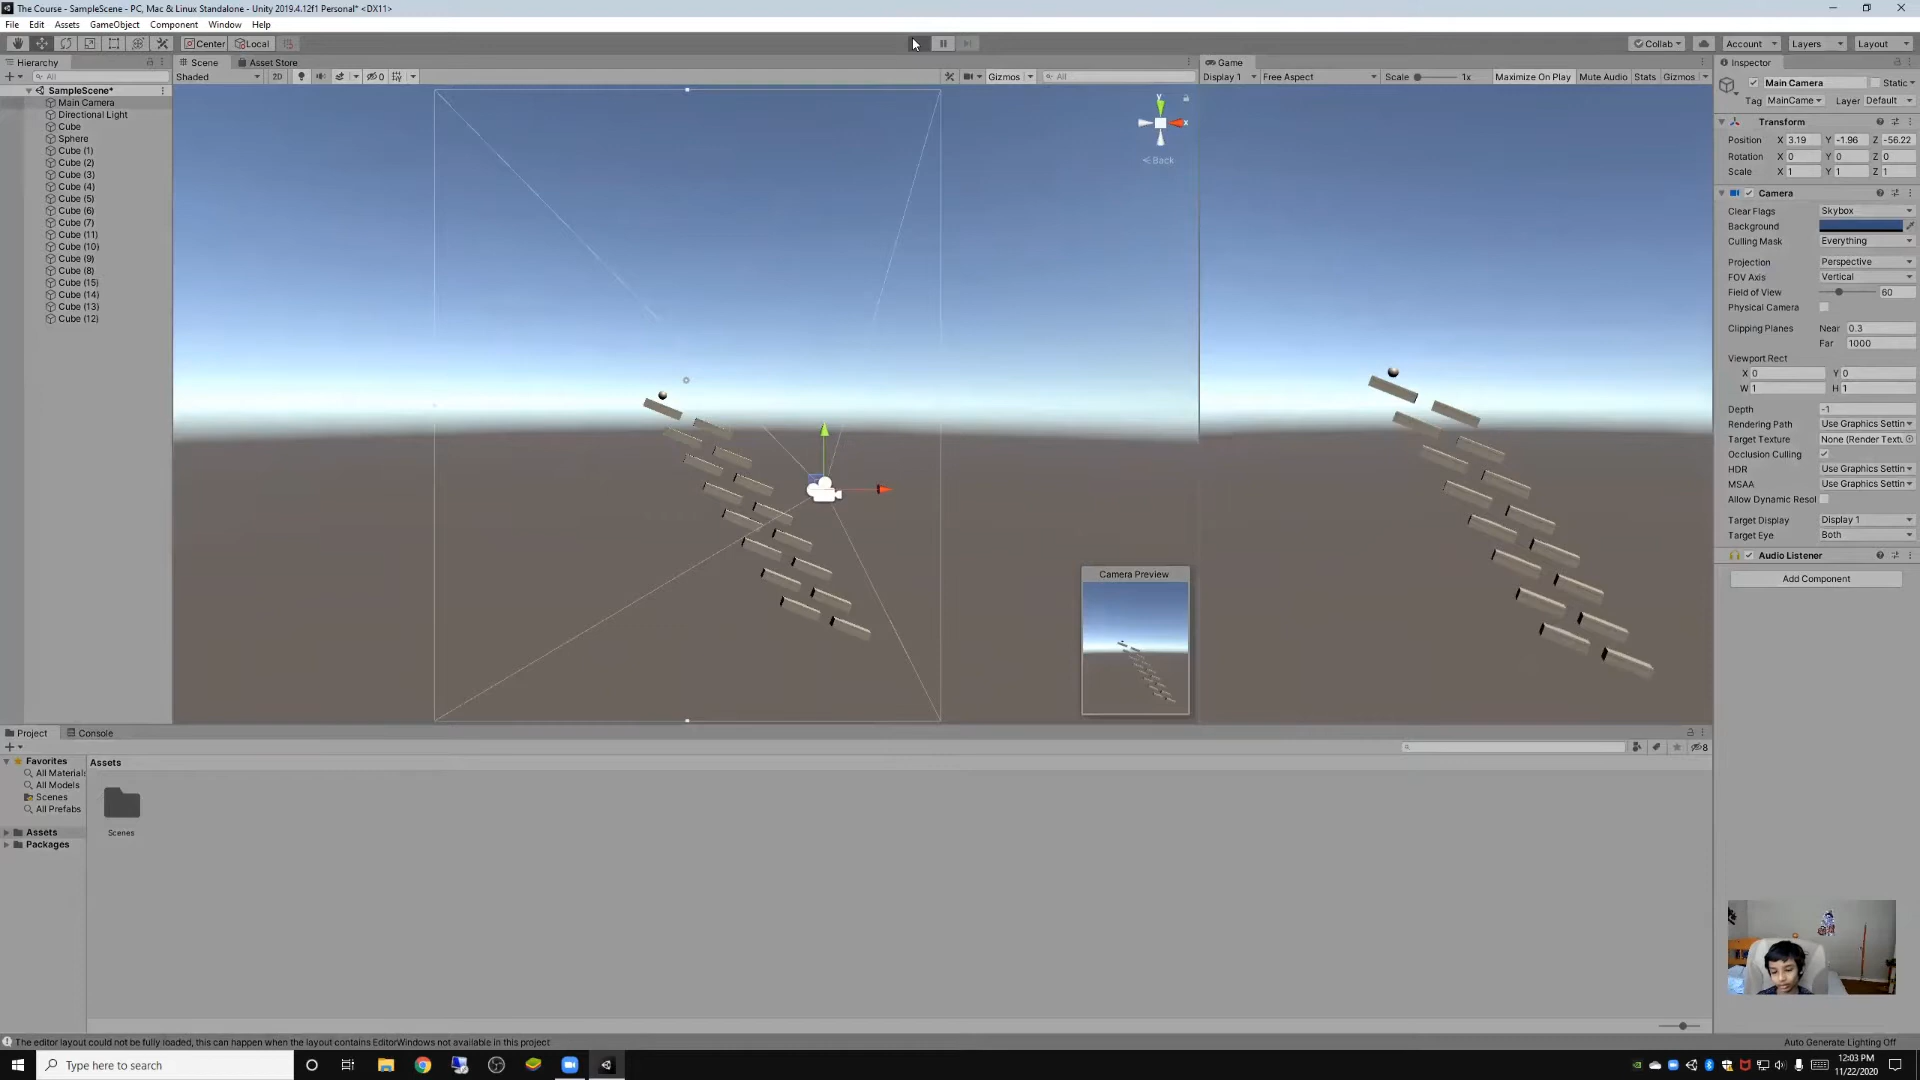 The Course - SampleScene - PC, Mac & Linux Standalone - Unity 2019.4.12f1 Personal* <DX11>
File Edit Assets GameObject Component Window Help
Center Local Collab Account Layers Layout
Hierarchy
All
SampleScene*
Main Camera
Directional Light
Cube
Sphere
Cube (1)
Cube (2)
Cube (3)
Cube (4)
Cube (5)
Cube (6)
Cube (7)
Cube (11)
Cube (10)
Cube (9)
Cube (8)
Cube (15)
Cube (14)
Cube (13)
Cube (12)
Scene Asset Store
Shaded 2D 0 Gizmos All
y
x
< Back
Camera Preview
Game
Display 1 Free Aspect Scale 1x Maximize On Play Mute Audio Stats Gizmos
Inspector
Main Camera Static
Tag MainCame Layer Default
Transform
Position X 3.19 Y -1.96 Z -56.22
Rotation X 0 Y 0 Z 0
Scale X 1 Y 1 Z 1
Camera
Clear Flags Skybox
Background
Culling Mask Everything
Projection Perspective
FOV Axis Vertical
Field of View 60
Physical Camera
Clipping Planes Near 0.3
Far 1000
Viewport Rect
X 0 Y 0
W 1 H 1
Depth -1
Rendering Path Use Graphics Settin
Target Texture None (Render Textu
Occlusion Culling
HDR Use Graphics Settin
MSAA Use Graphics Settin
Allow Dynamic Resol
Target Display Display 1
Target Eye Both
Audio Listener
Add Component
Project Console
8
Favorites
All Materials
All Models
Scenes
All Prefabs
Assets
Packages
Assets
Scenes
The editor layout could not be fully loaded, this can happen when the layout contains EditorWindows not available in this project
Auto Generate Lighting Off
Type here to search
12:03 PM
11/22/2020